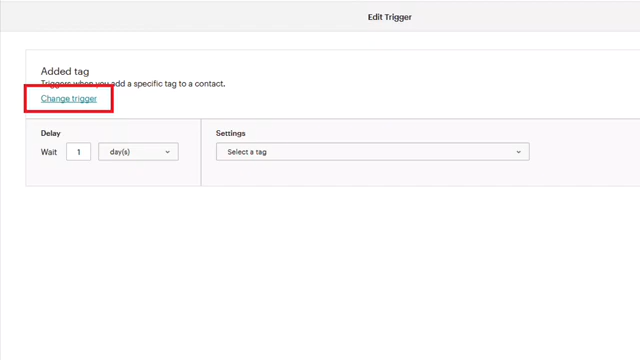 Edit Trigger
Added tag
Triggers when you add a specific tag to a contact.
Change trigger
Delay
Settings
Wait 1 day(s)
Select a tag